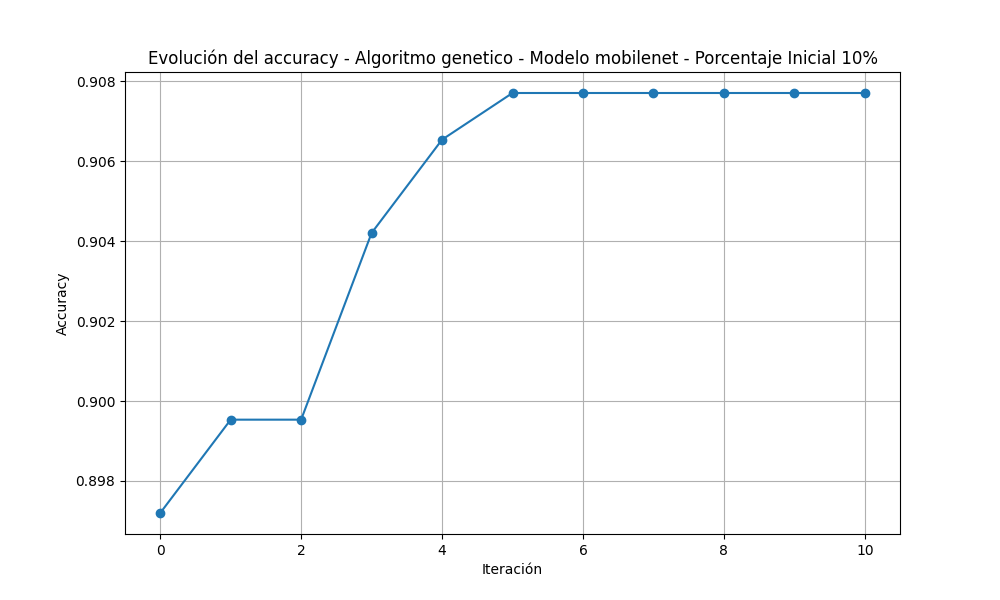 Evolución del accuracy - Algoritmo genetico - Modelo mobilenet - Porcentaje Inicial 10%
0.908
0.906
0.904
0.902
0.900
0.898
Accuracy
0 2 4 6 8 10
Iteración